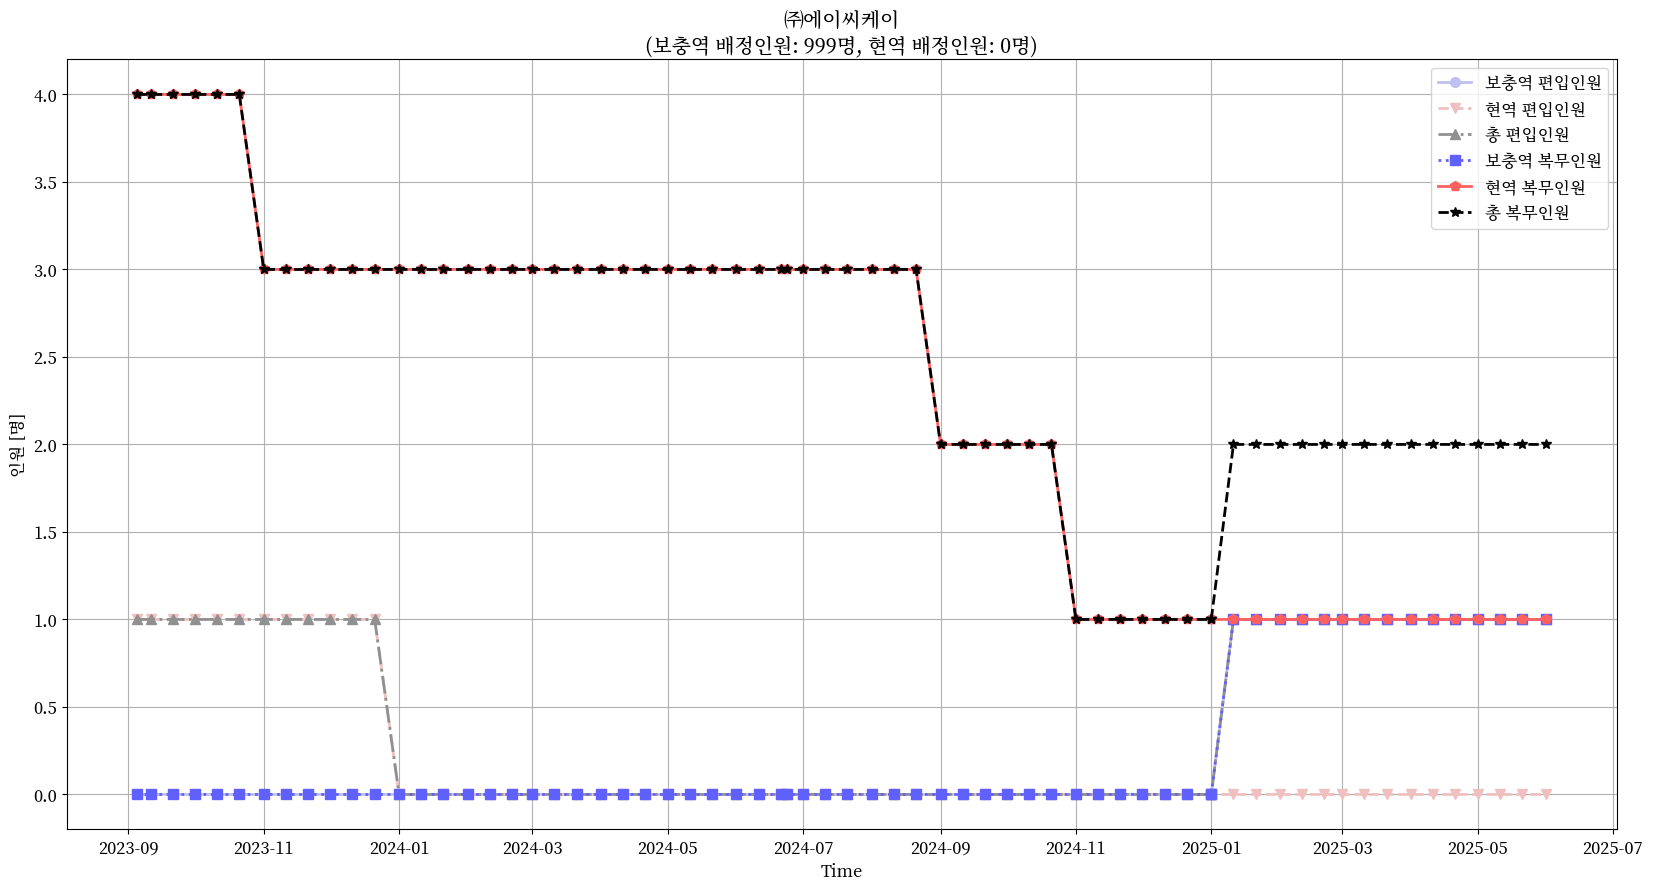 ㈜에이씨케이
(보충역 배정인원: 999명, 현역 배정인원: 0명)
보충역 편입인원
현역 편입인원
총 편입인원
보충역 복무인원
현역 복무인원
총 복무인원
인원 [명]
4.0
3.5
3.0
2.5
2.0
1.5
1.0
0.5
0.0
2023-09
2023-11
2024-01
2024-03
2024-05
2024-07
2024-09
2024-11
2025-01
2025-03
2025-05
2025-07
Time